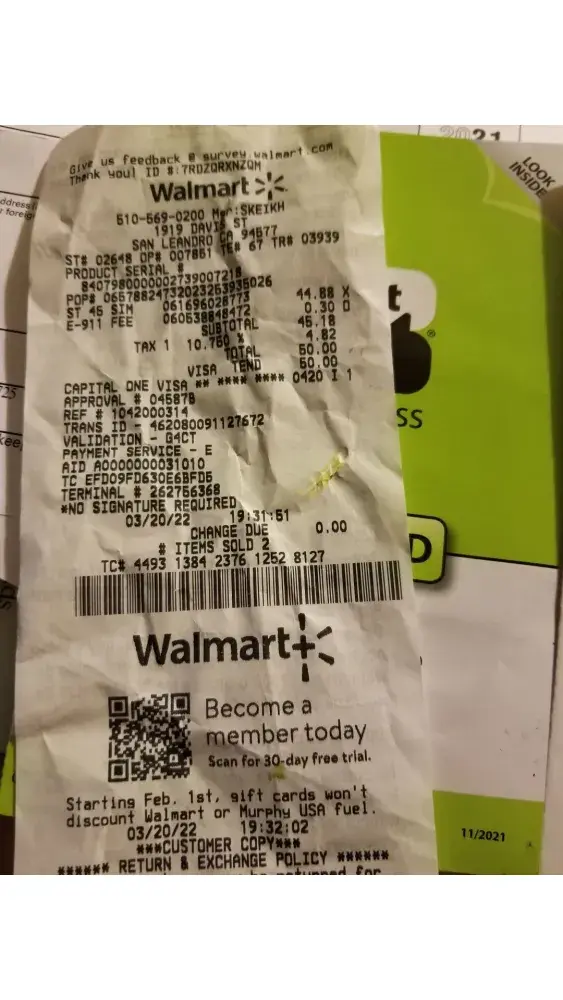 2021
LOOK
INSIDE
Give us feedback @ survey.walmart.com
Thank you! ID #:7RDZQRXNZQM
Walmart
510-569-0200 Mgr:SKEIKH
1919 DAVIS ST
SAN LEANDRO CA 94577
ST# 02648 OP# 007851 TE# 67 TR# 03939
PRODUCT SERIAL #
8407980000002739007218
POP# 06578824732023253935026
ST 45 SIM 061696028773 44.88 X
E-911 FEE 060538848472 0.30 O
SUBTOTAL 45.18
TAX 1 10.750 % 4.82
TOTAL 50.00
VISA TEND 50.00
CAPITAL ONE VISA ** **** **** 0420 I 1
APPROVAL # 04587B
REF # 1042000314
TRANS ID - 462080091127672
VALIDATION - G4CT
PAYMENT SERVICE - E
AID A0000000031010
TC EFD09FD630E6BFD5
TERMINAL # 262756368
*NO SIGNATURE REQUIRED
03/20/22 19:31:51
CHANGE DUE 0.00
# ITEMS SOLD 2
TC# 4493 1384 2376 1252 8127
Walmart+
Become a
member today
Scan for 30-day free trial.
Starting Feb. 1st, gift cards won't
discount Walmart or Murphy USA fuel.
03/20/22 19:32:02
***CUSTOMER COPY***
****** RETURN & EXCHANGE POLICY ******
t
®
SS
D
11/2021